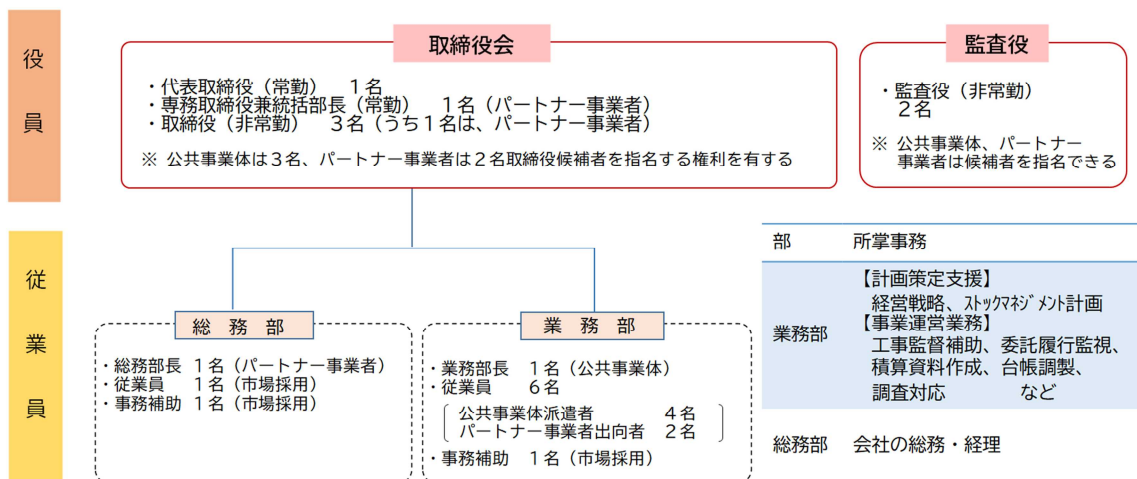 役員
取締役会
・代表取締役（常勤）　１名
・専務取締役兼統括部長（常勤）　１名（パートナー事業者）
・取締役（非常勤）　３名（うち１名は、パートナー事業者）
※ 公共事業体は３名、パートナー事業者は２名取締役候補者を指名する権利を有する
監査役
・監査役（非常勤）
２名
※ 公共事業体、パートナー
事業者は候補者を指名できる
従業員
総務部
・総務部長 １名（パートナー事業者）
・従業員　 １名（市場採用）
・事務補助 １名（市場採用）
業務部
・業務部長 １名（公共事業体）
・従業員　６名
公共事業体派遣者　　　４名
パートナー事業者出向者　２名
・事務補助　１名（市場採用）
部　所掌事務
業務部
【計画策定支援】
経営戦略、ｽﾄｯｸﾏﾈｼﾞﾒﾝﾄ計画
【事業運営業務】
工事監督補助、委託履行監視、
積算資料作成、台帳調製、
調査対応　　　など
総務部　会社の総務・経理